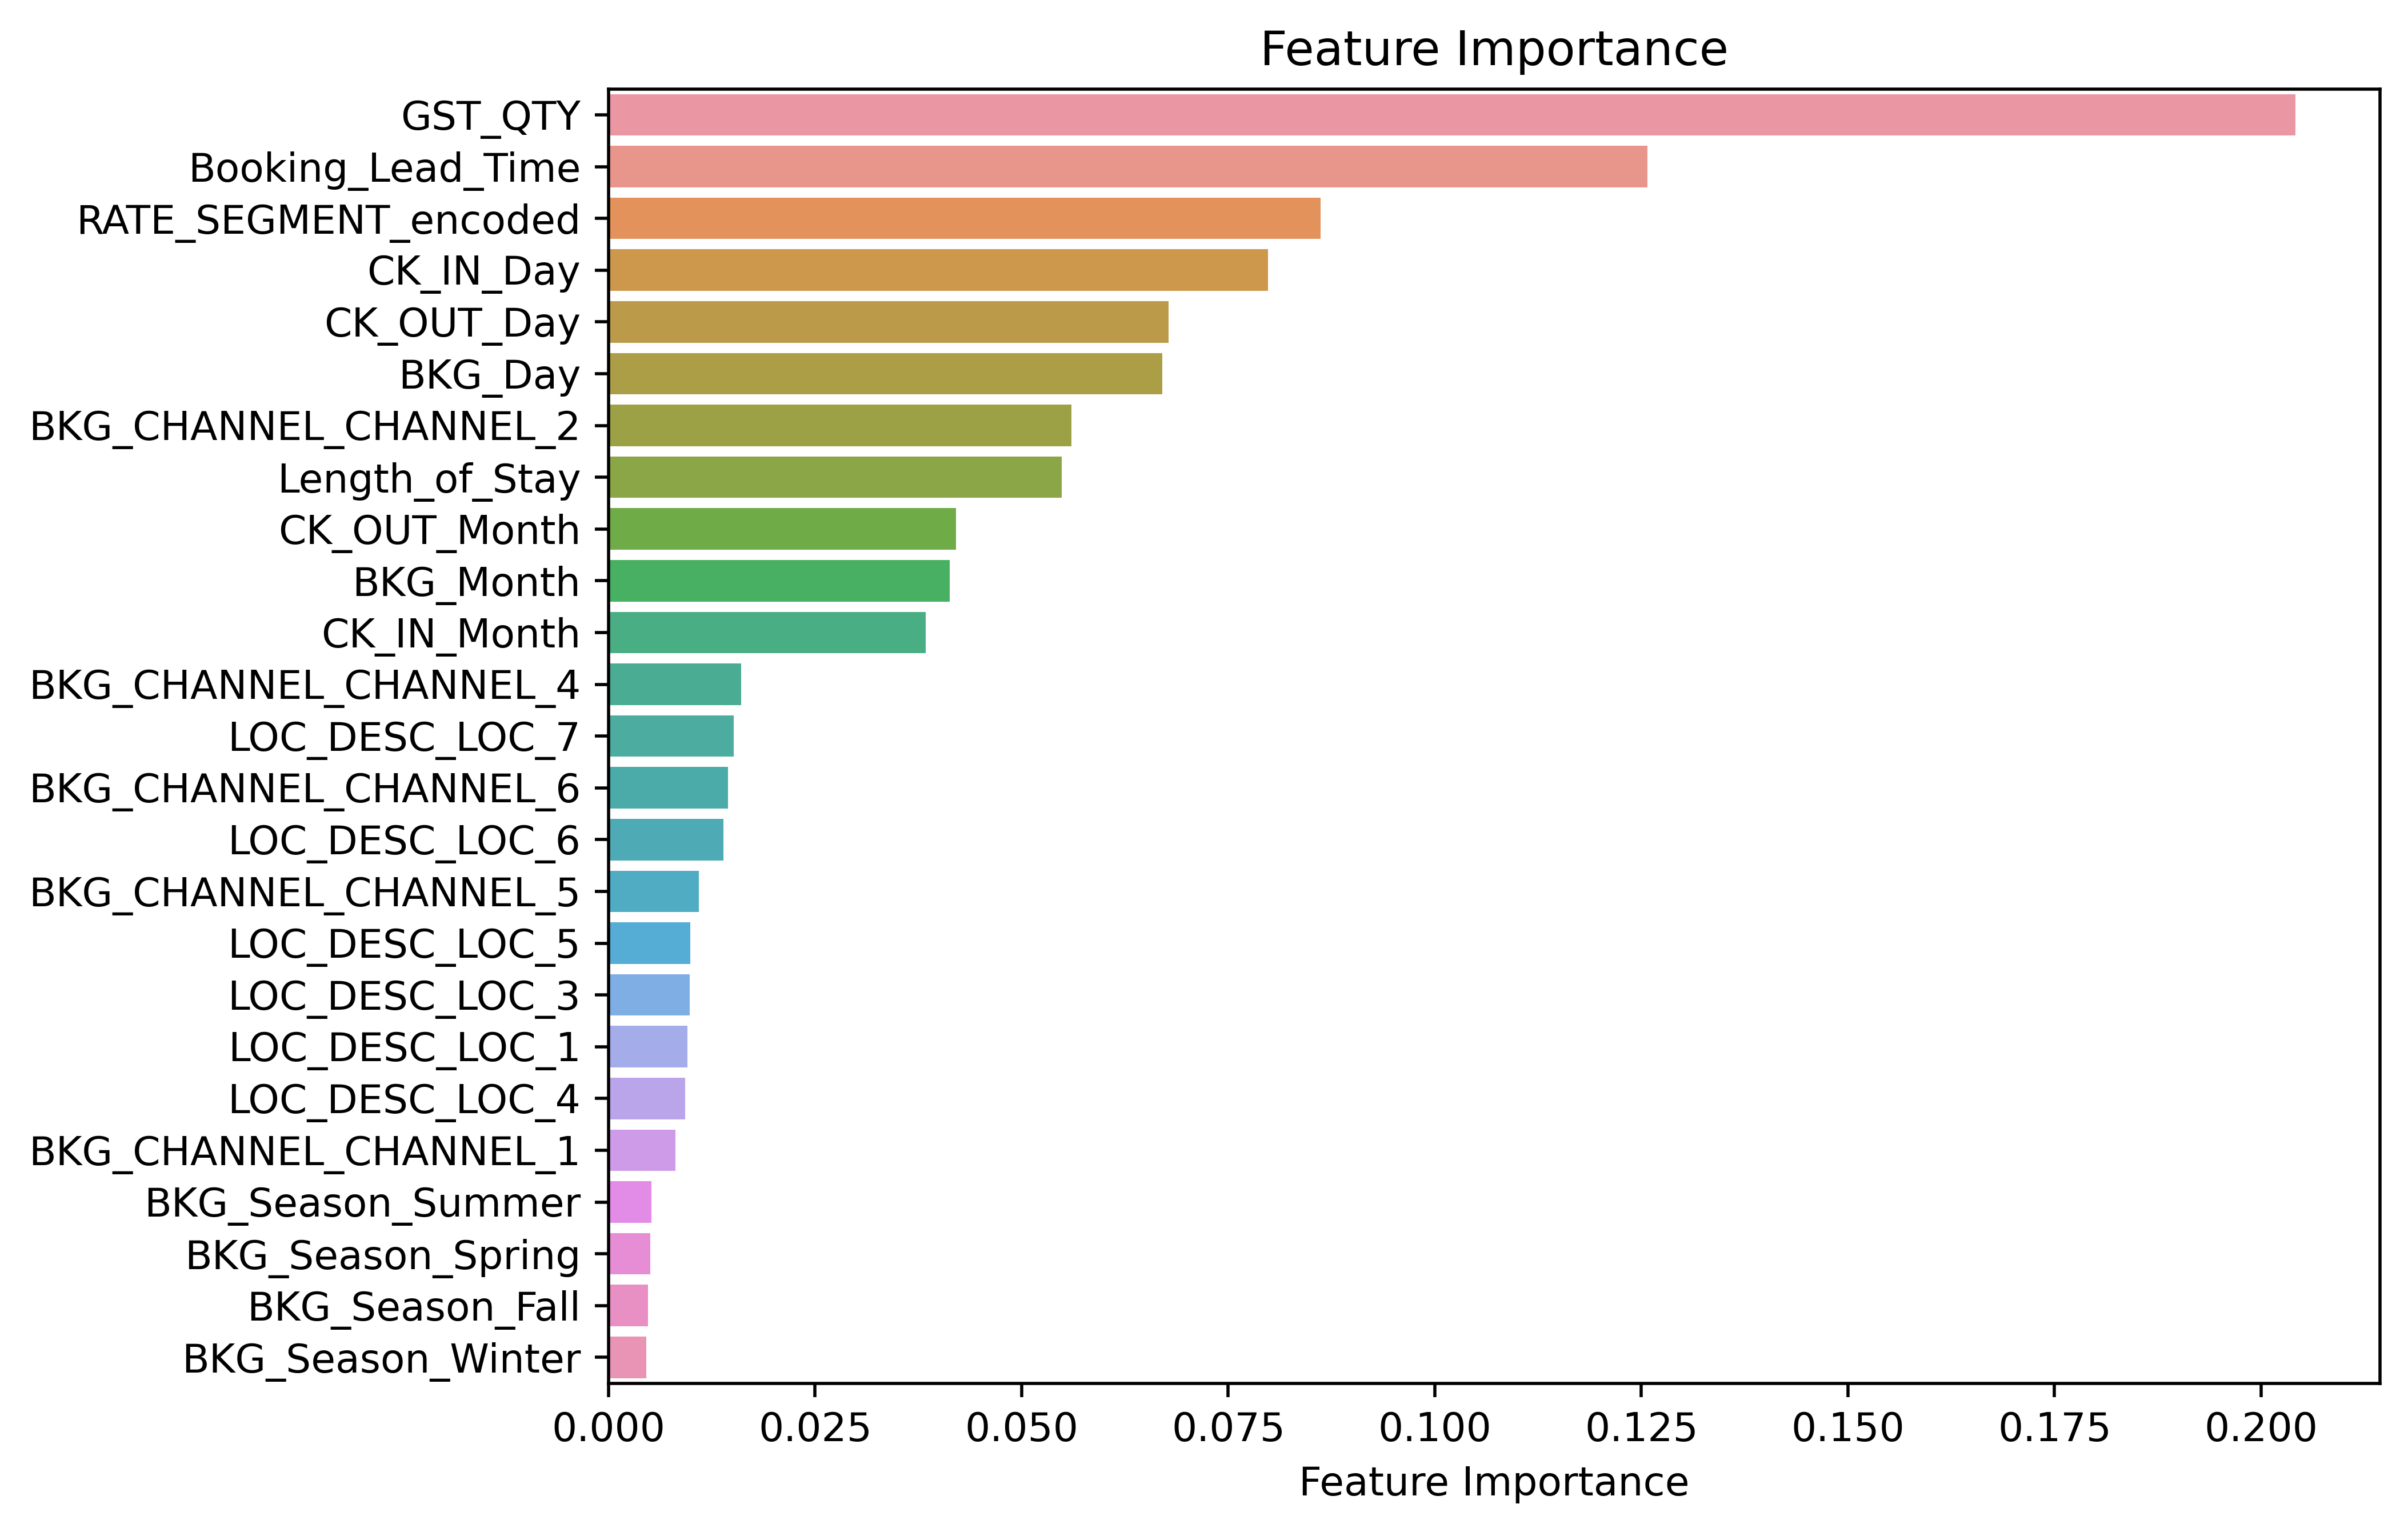 Feature Importance
GST_QTY
Booking_Lead_Time
RATE_SEGMENT_encoded
CK_IN_Day
CK_OUT_Day
BKG_Day
BKG_CHANNEL_CHANNEL_2
Length_of_Stay
CK_OUT_Month
BKG_Month
CK_IN_Month
BKG_CHANNEL_CHANNEL_4
LOC_DESC_LOC_7
BKG_CHANNEL_CHANNEL_6
LOC_DESC_LOC_6
BKG_CHANNEL_CHANNEL_5
LOC_DESC_LOC_5
LOC_DESC_LOC_3
LOC_DESC_LOC_1
LOC_DESC_LOC_4
BKG_CHANNEL_CHANNEL_1
BKG_Season_Summer
BKG_Season_Spring
BKG_Season_Fall
BKG_Season_Winter
0.000 0.025 0.050 0.075 0.100 0.125 0.150 0.175 0.200
Feature Importance